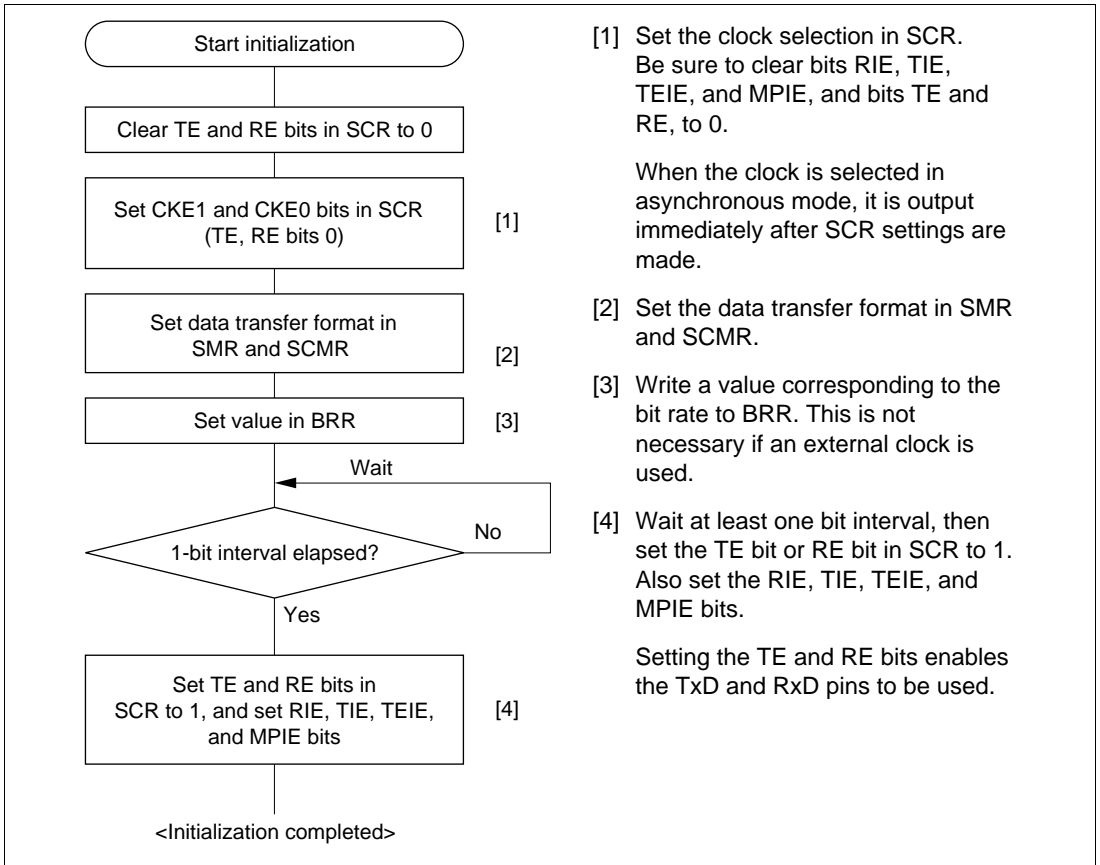 Start initialization
Clear TE and RE bits in SCR to 0
Set CKE1 and CKE0 bits in SCR
(TE, RE bits 0)
[1]
Set data transfer format in
SMR and SCMR
[2]
Set value in BRR
[3]
Wait
1-bit interval elapsed?
No
Yes
Set TE and RE bits in
SCR to 1, and set RIE, TIE, TEIE,
and MPIE bits
[4]
<Initialization completed>
[1] Set the clock selection in SCR.
Be sure to clear bits RIE, TIE,
TEIE, and MPIE, and bits TE and
RE, to 0.
When the clock is selected in
asynchronous mode, it is output
immediately after SCR settings are
made.
[2] Set the data transfer format in SMR
and SCMR.
[3] Write a value corresponding to the
bit rate to BRR. This is not
necessary if an external clock is
used.
[4] Wait at least one bit interval, then
set the TE bit or RE bit in SCR to 1.
Also set the RIE, TIE, TEIE, and
MPIE bits.
Setting the TE and RE bits enables
the TxD and RxD pins to be used.